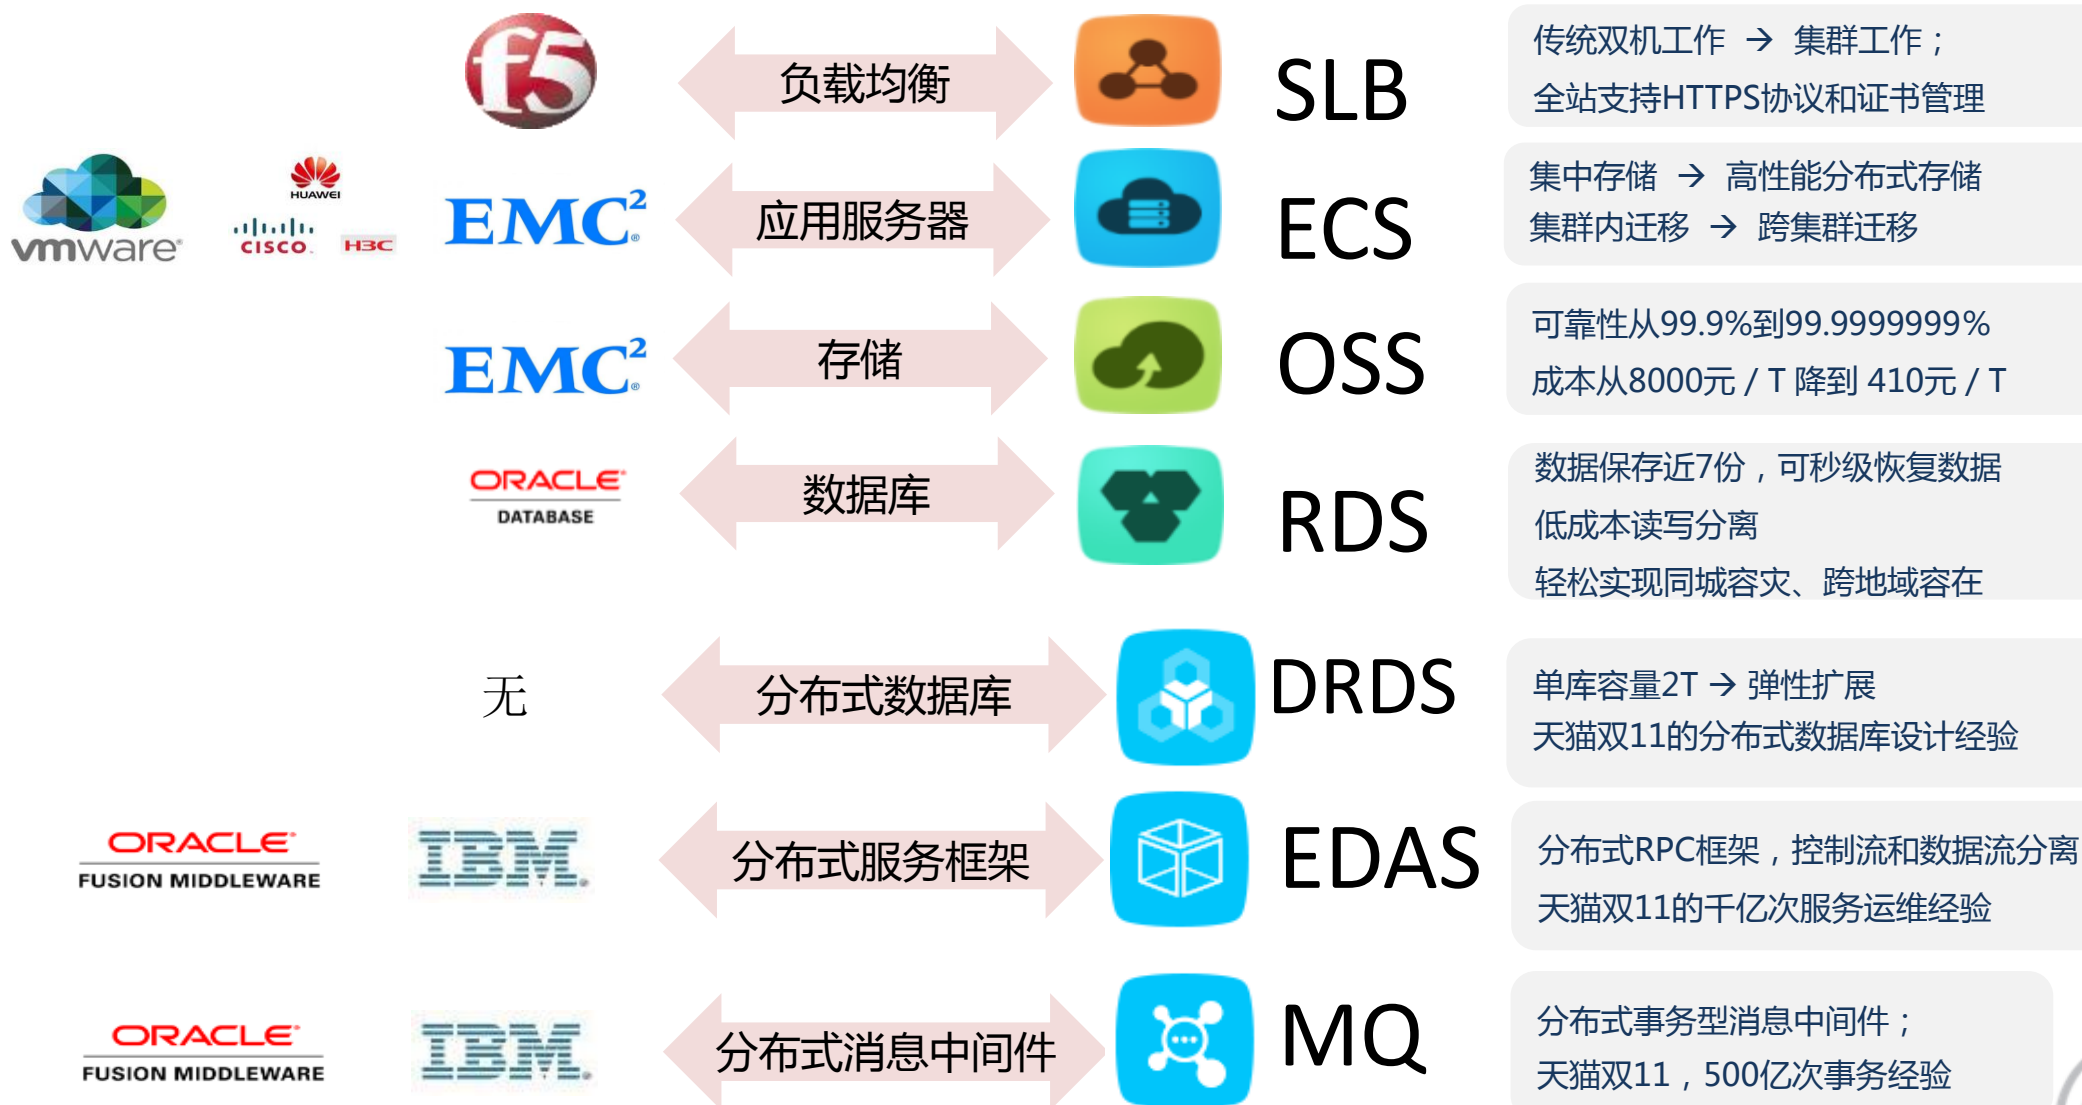 f5
负载均衡
SLB
传统双机工作 → 集群工作；
全站支持HTTPS协议和证书管理
vmware®
HUAWEI
CISCO.
H3C
EMC²®
应用服务器
ECS
集中存储 → 高性能分布式存储
集群内迁移 → 跨集群迁移
EMC²®
存储
OSS
可靠性从99.9%到99.9999999%
成本从8000元 / T 降到 410元 / T
ORACLE®
DATABASE
数据库
RDS
数据保存近7份，可秒级恢复数据
低成本读写分离
轻松实现同城容灾、跨地域容在
无
分布式数据库
DRDS
单库容量2T → 弹性扩展
天猫双11的分布式数据库设计经验
ORACLE®
FUSION MIDDLEWARE
IBM.
分布式服务框架
EDAS
分布式RPC框架，控制流和数据流分离
天猫双11的千亿次服务运维经验
ORACLE®
FUSION MIDDLEWARE
IBM.
分布式消息中间件
MQ
分布式事务型消息中间件；
天猫双11，500亿次事务经验